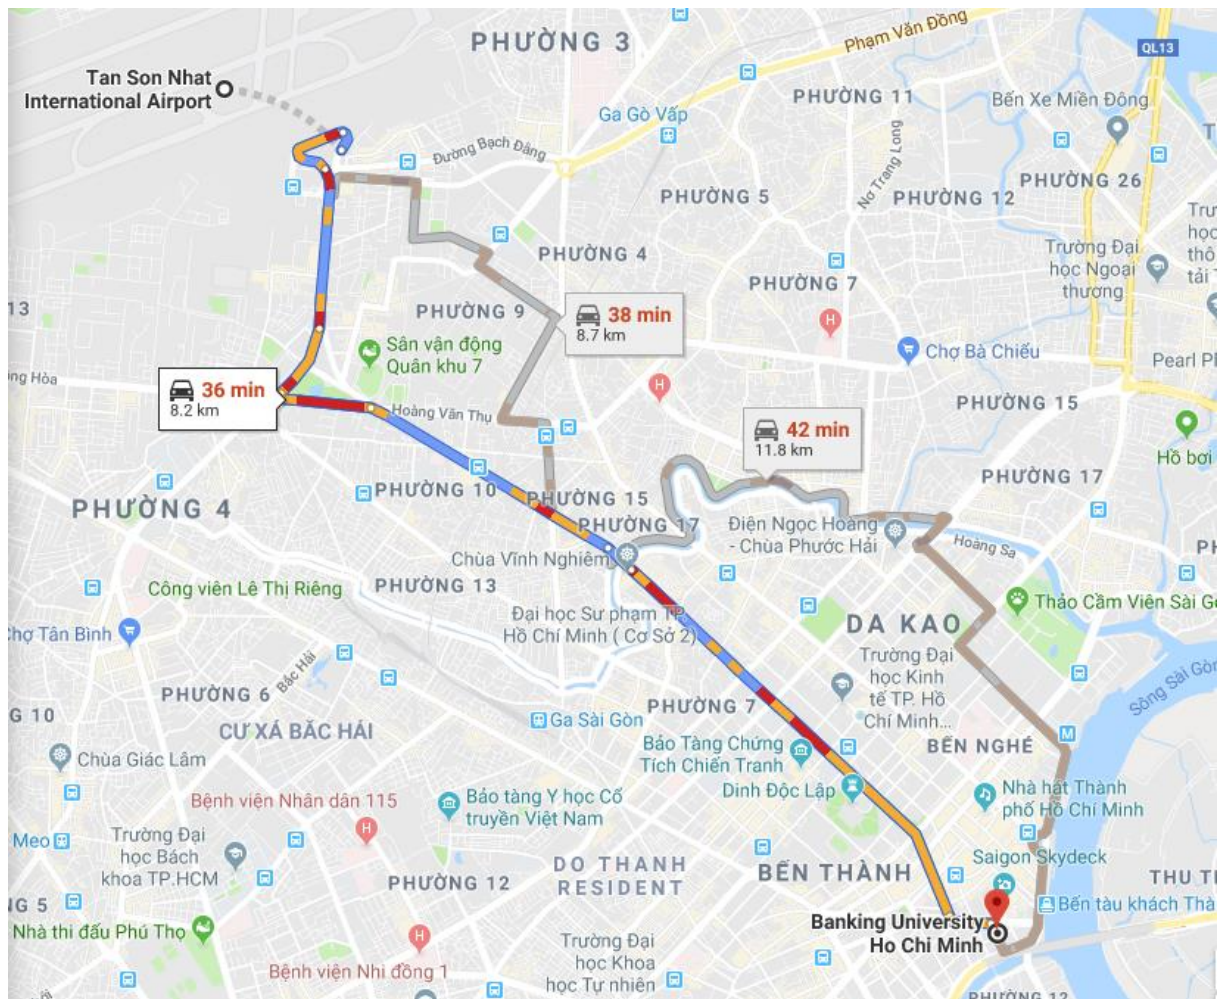 PHƯỜNG 3
Phạm Văn Đồng
QL13
Tan Son Nhat
International Airport
PHƯỜNG 11
Bến Xe Miền Đông
Ga Gò Vấp
Đường Bạch Đằng
Nơ Trang Long
PHƯỜNG 5
PHƯỜNG 12
PHƯỜNG 26
Trư
học
thô
tải T
PHƯỜNG 4
Trường Đại
học Ngoại
thương
PHƯỜNG 7
13
PHƯỜNG 9
38 min
8.7 km
Sân vận động
Quân khu 7
Chợ Bà Chiểu
Pearl Pl
ong Hòa
36 min
8.2 km
Hoàng Văn Thụ
PHƯỜNG 15
42 min
11.8 km
Hồ bơi
PHƯỜNG 17
PHƯỜNG 4
PHƯỜNG 10
PHƯỜNG 15
PHƯỜNG 17
Điện Ngọc Hoàng
- Chùa Phước Hải
Hoàng Sa
PH
Chùa Vĩnh Nghiêm
Công viên Lê Thị Riêng
PHƯỜNG 13
Thảo Cầm Viên Sài G
Chợ Tân Bình
Đại học Sư phạm TP.
Hồ Chí Minh ( Cơ Sở 2)
DA KAO
Bắc Hải
Trường Đại
học Kinh
tế TP. Hồ
Chí Minh...
PHƯỜNG 6
Sông Sài Gòn
G 10
PHƯỜNG 7
Ga Sài Gòn
CƯ XÁ BẮC HẢI
BẾN NGHÉ
M
Bảo Tàng Chứng
Tích Chiến Tranh
Chùa Giác Lâm
Dinh Độc Lập
Nhà hát Thành
phố Hồ Chí Minh
Bệnh viện Nhân dân 115
Bảo tàng Y học Cổ
truyền Việt Nam
Meo
Trường Đại
học Bách
khoa TP.HCM
DO THANH
RESIDENT
BẾN THÀNH
Saigon Skydeck
PHƯỜNG 12
THU T
NG 5
Bến tàu khách Thà
Banking University
Ho Chi Minh
Nhà thi đấu Phú Thọ
Trường Đại
học Khoa
học Tự nhiên
Bệnh viện Nhi đồng 1
PHƯỜNG 12